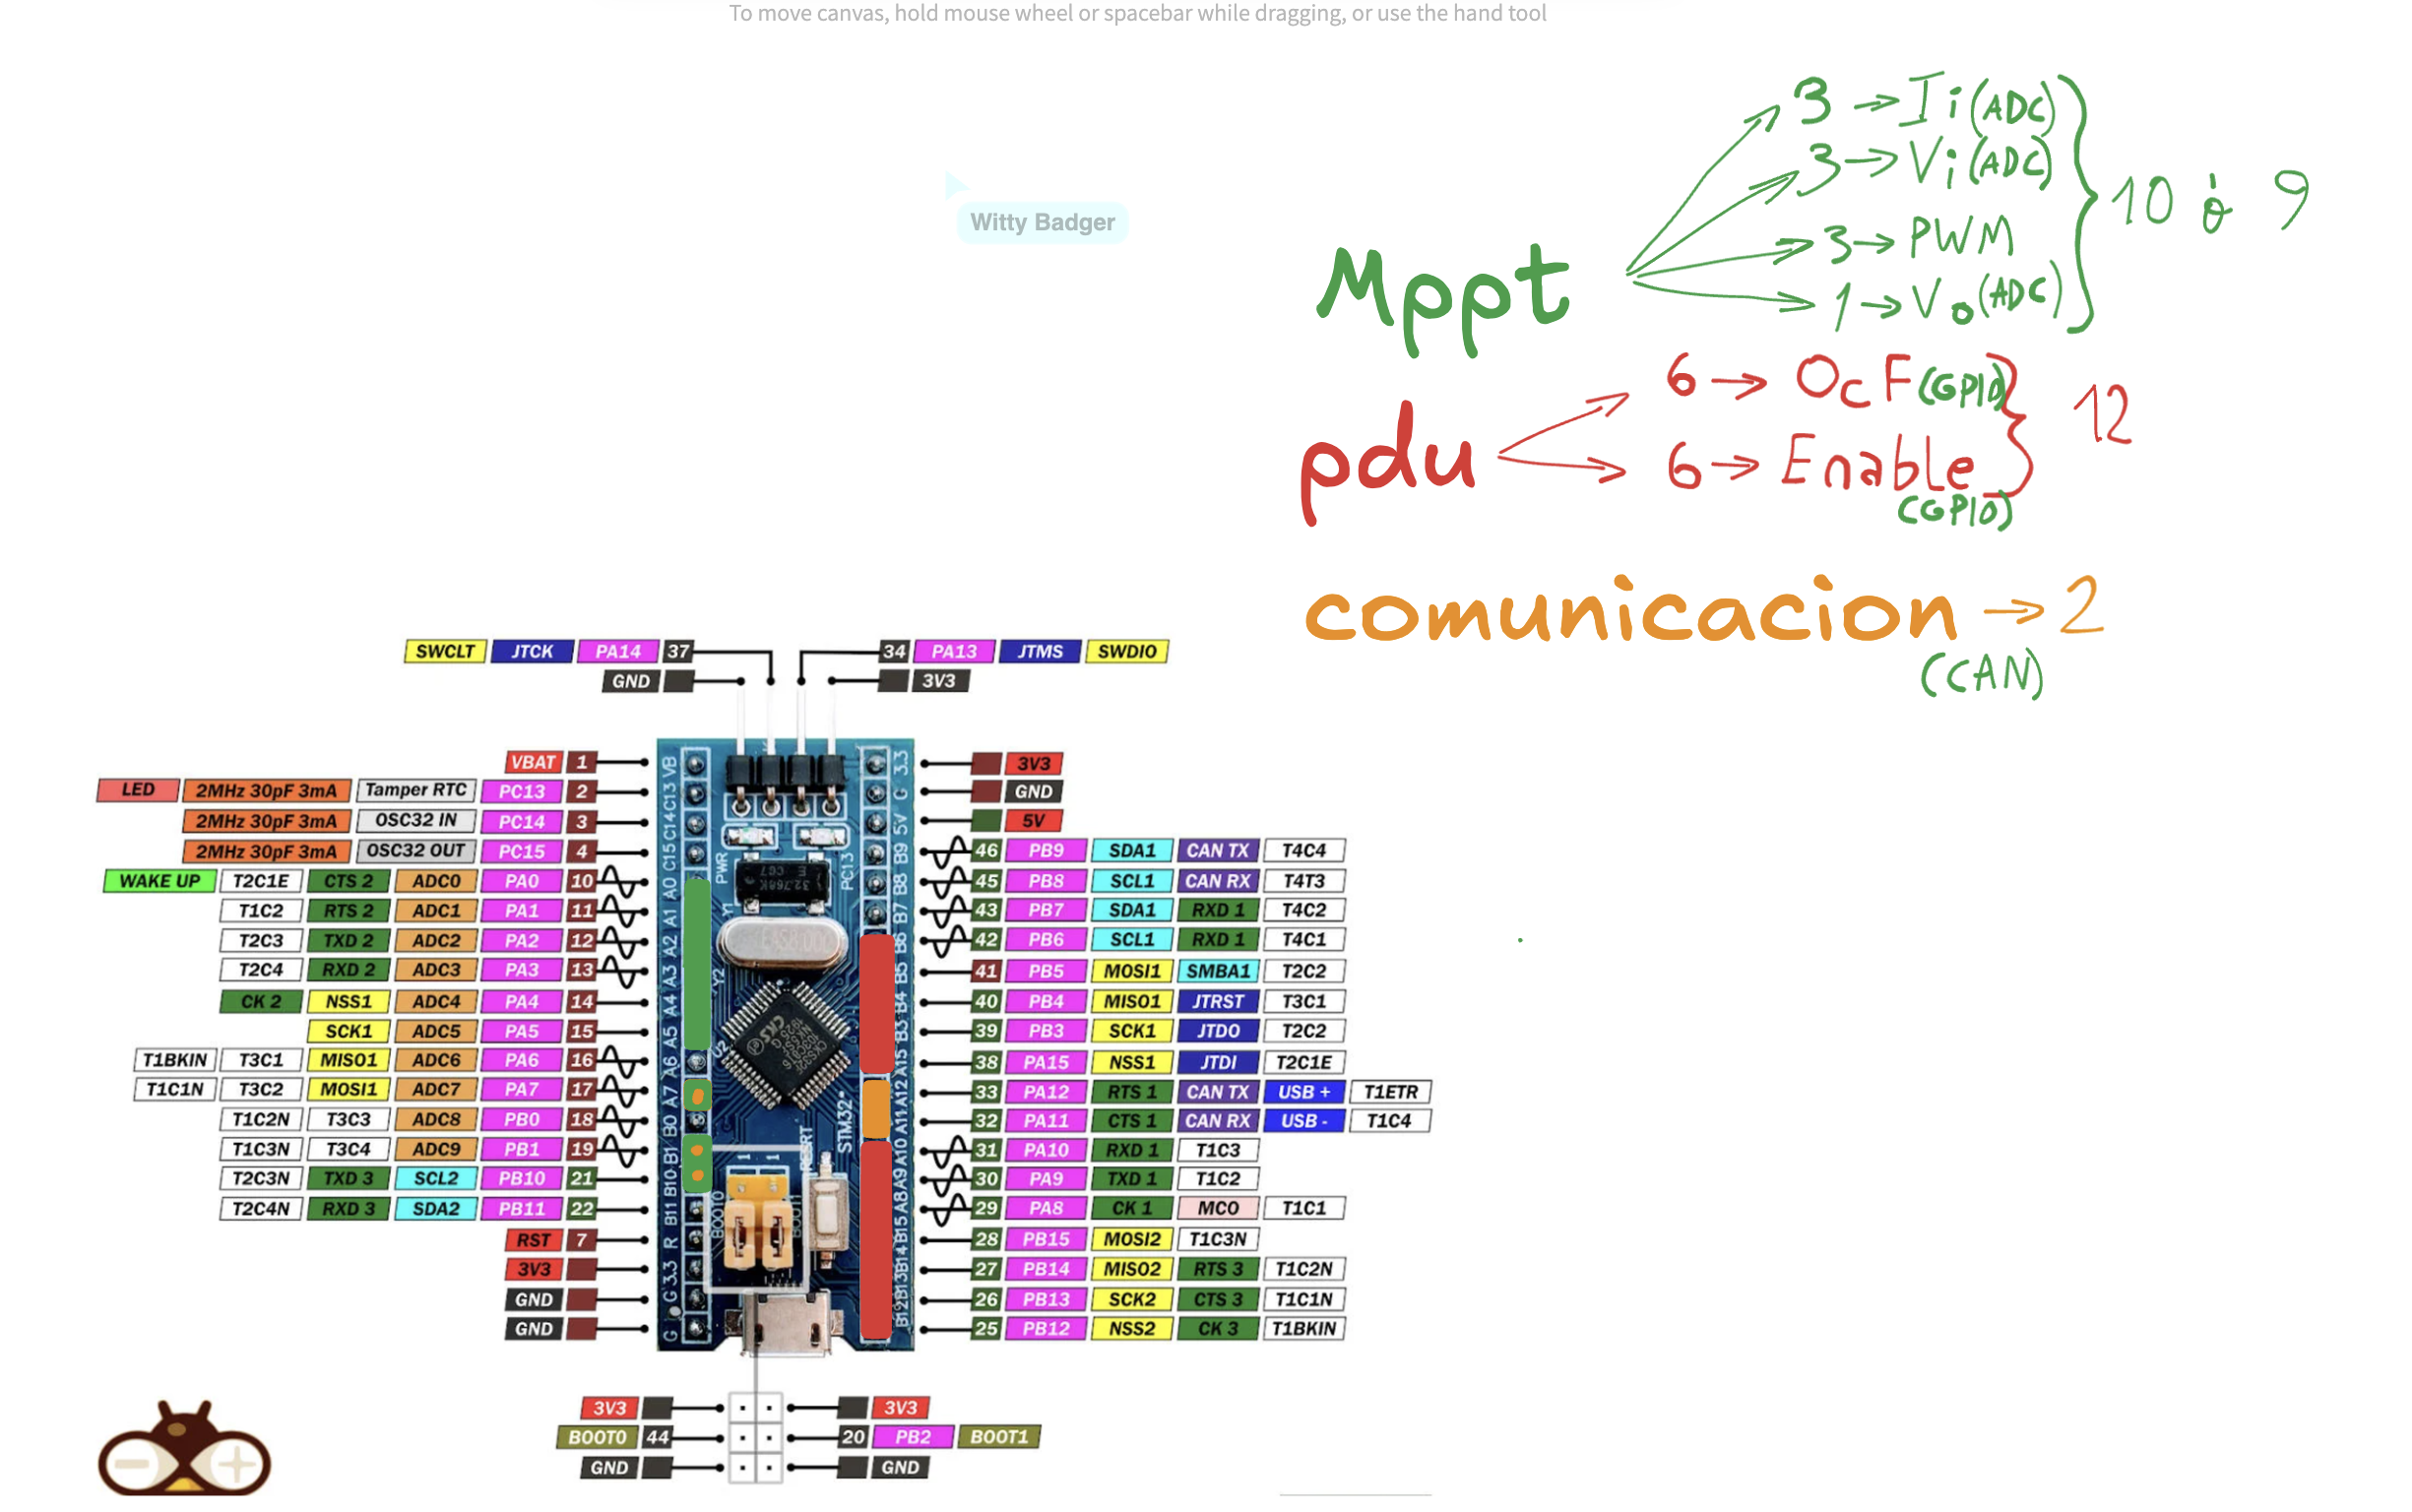 To move canvas, hold mouse wheel or spacebar while dragging, or use the hand tool
Witty Badger
Mppt
3 → Ii (ADC)
3 → Vi (ADC)
3 → PWM
1 → Vo (ADC)
10 ó 9
pdu
6 → OcF (GPIO)
6 → Enable
(GPIO)
12
comunicacion → 2
(CAN)
SWCLT JTCK PA14 37
34 PA13 JTMS SWDIO
GND
3V3
VBAT 1
LED 2MHz 30pF 3mA Tamper RTC PC13 2
2MHz 30pF 3mA OSC32 IN PC14 3
2MHz 30pF 3mA OSC32 OUT PC15 4
WAKE UP T2C1E CTS 2 ADC0 PA0 10
T1C2 RTS 2 ADC1 PA1 11
T2C3 TXD 2 ADC2 PA2 12
T2C4 RXD 2 ADC3 PA3 13
CK 2 NSS1 ADC4 PA4 14
SCK1 ADC5 PA5 15
T1BKIN T3C1 MISO1 ADC6 PA6 16
T1C1N T3C2 MOSI1 ADC7 PA7 17
T1C2N T3C3 ADC8 PB0 18
T1C3N T3C4 ADC9 PB1 19
T2C3N TXD 3 SCL2 PB10 21
T2C4N RXD 3 SDA2 PB11 22
RST 7
3V3
GND
GND
VB C13 C14 C15 A0 A1 A2 A3 A4 A5 A6 A7 B0 B1 B10 B11 R 3.3 G G
PWR
PC13
Y1
Y2
U2
STM32
BOOT0
1 1
3.3 G 5V B9 B8 B7 B6 B5 B4 B3 A15 A12 A11 A10 A9 A8 B15 B14 B13 B12
3V3
GND
5V
46 PB9 SDA1 CAN TX T4C4
45 PB8 SCL1 CAN RX T4T3
43 PB7 SDA1 RXD 1 T4C2
42 PB6 SCL1 RXD 1 T4C1
41 PB5 MOSI1 SMBA1 T2C2
40 PB4 MISO1 JTRST T3C1
39 PB3 SCK1 JTDO T2C2
38 PA15 NSS1 JTDI T2C1E
33 PA12 RTS 1 CAN TX USB + T1ETR
32 PA11 CTS 1 CAN RX USB - T1C4
31 PA10 RXD 1 T1C3
30 PA9 TXD 1 T1C2
29 PA8 CK 1 MCO T1C1
28 PB15 MOSI2 T1C3N
27 PB14 MISO2 RTS 3 T1C2N
26 PB13 SCK2 CTS 3 T1C1N
25 PB12 NSS2 CK 3 T1BKIN
3V3
3V3
BOOT0 44
20 PB2 BOOT1
GND
GND